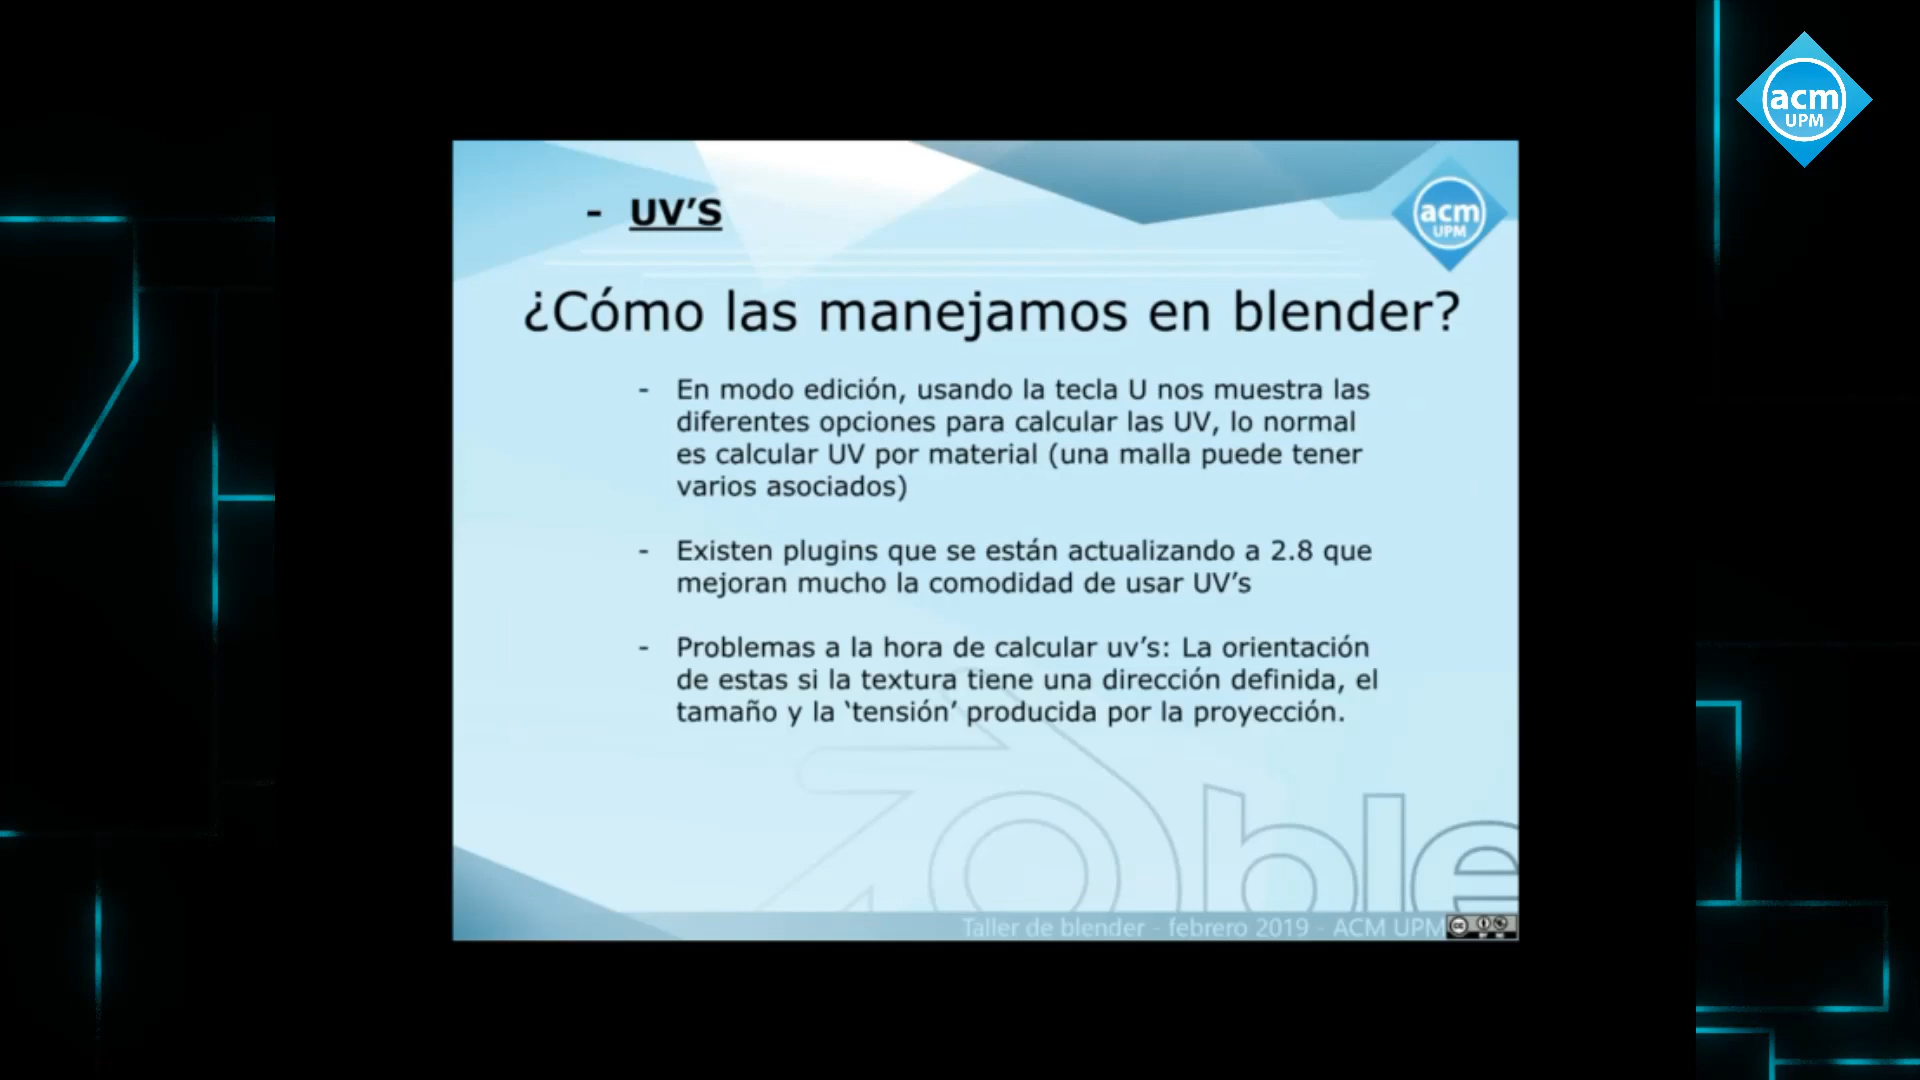 acm
UPM
- UV’S
acm
UPM
¿Cómo las manejamos en blender?
- En modo edición, usando la tecla U nos muestra las
diferentes opciones para calcular las UV, lo normal
es calcular UV por material (una malla puede tener
varios asociados)
- Existen plugins que se están actualizando a 2.8 que
mejoran mucho la comodidad de usar UV’s
- Problemas a la hora de calcular uv’s: La orientación
de estas si la textura tiene una dirección definida, el
tamaño y la ‘tensión’ producida por la proyección.
ble
Taller de blender - febrero 2019 - ACM UPM
cc